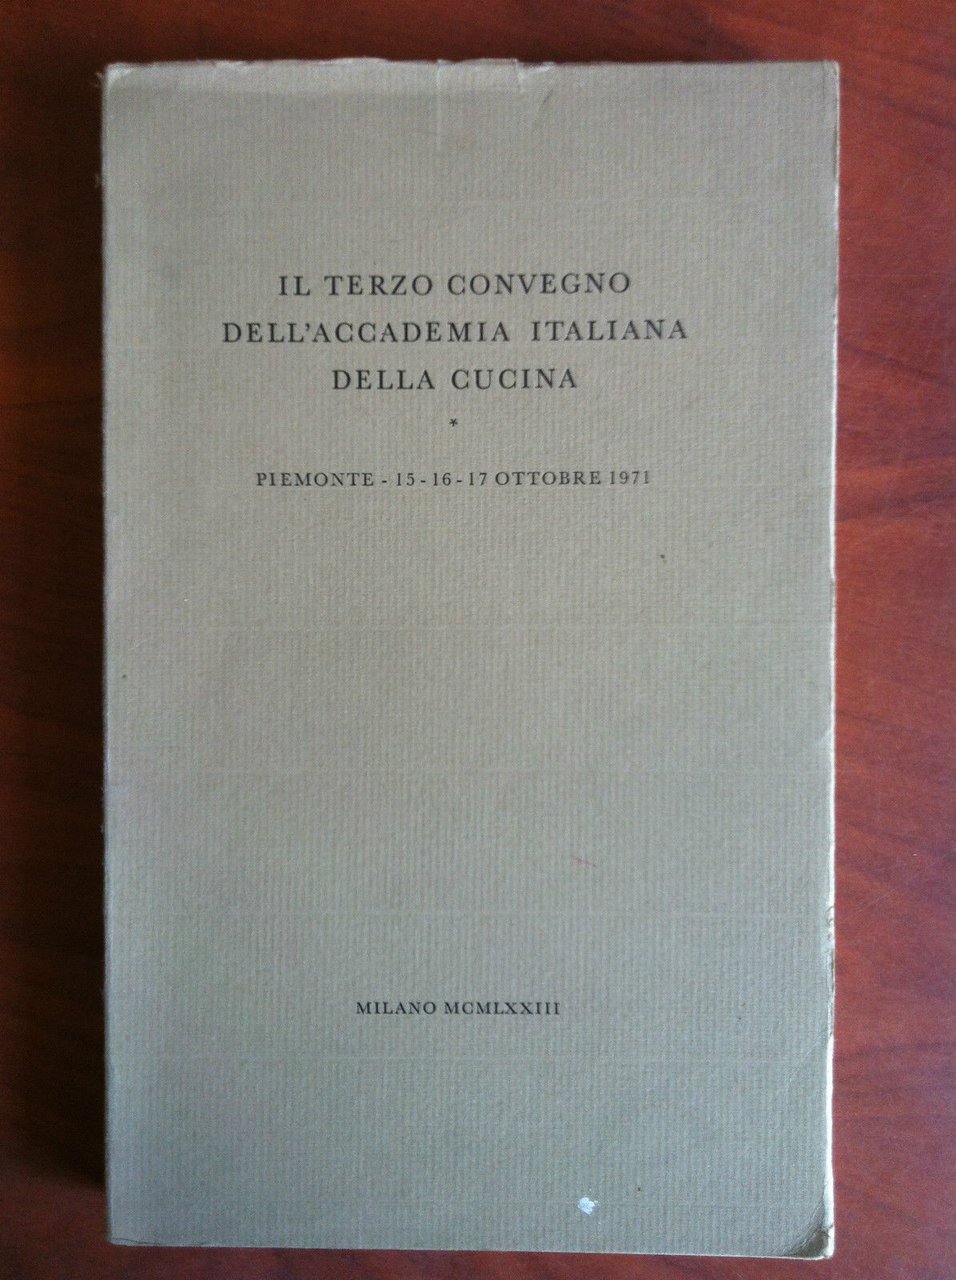 IL TERZO CONVEGNO
DELL'ACCADEMIA ITALIANA
DELLA CUCINA
*
PIEMONTE - 15 - 16 - 17 OTTOBRE 1971
MILANO MCMLXXIII